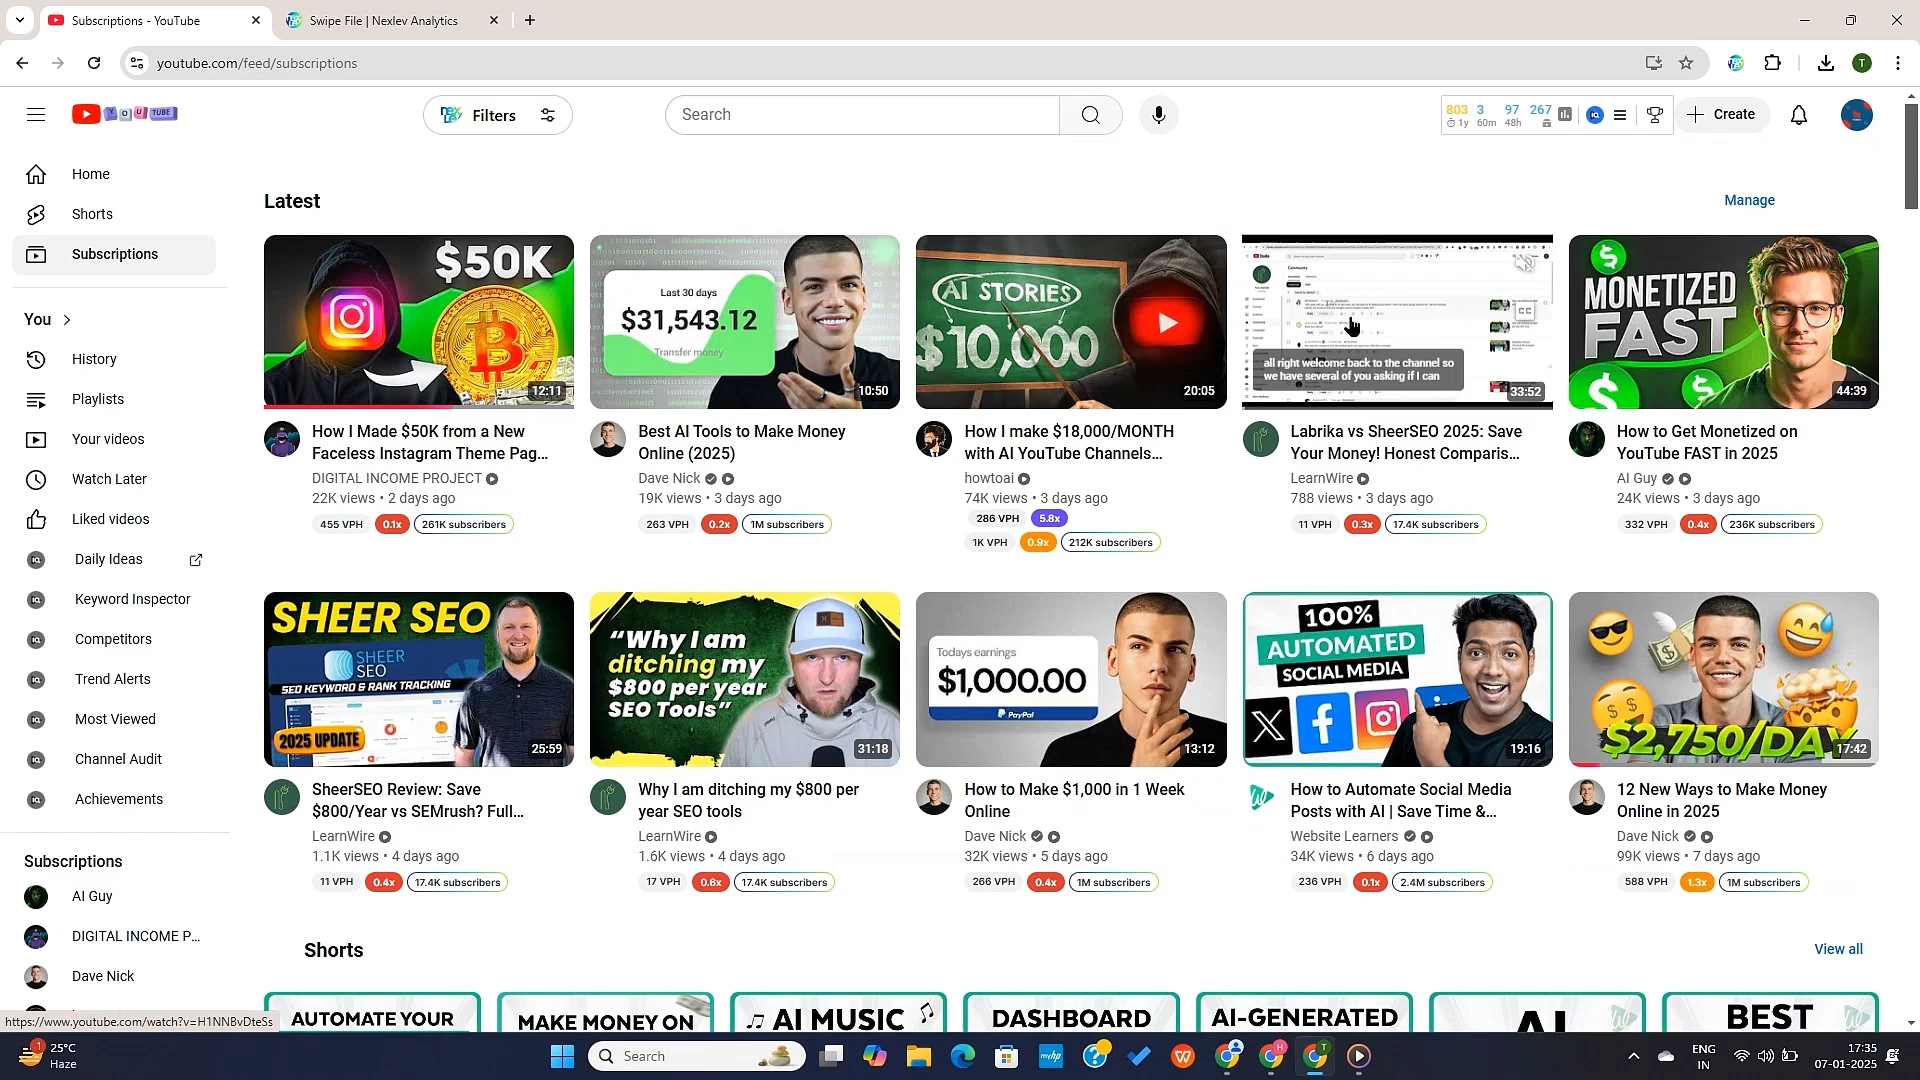 Subscriptions - YouTube
Swipe File | Nexlev Analytics
youtube.com/feed/subscriptions
T
YOUTUBE
Filters
Search
803 3 97 267
1y 60m 48h
Create
Home
Shorts
Subscriptions
You
History
Playlists
Your videos
Watch Later
Liked videos
Daily Ideas
Keyword Inspector
Competitors
Trend Alerts
Most Viewed
Channel Audit
Achievements
Subscriptions
AI Guy
DIGITAL INCOME P...
Dave Nick
Latest
Manage
$50K
12:11
How I Made $50K from a New
Faceless Instagram Theme Pag...
DIGITAL INCOME PROJECT
22K views • 2 days ago
455 VPH 0.1x 261K subscribers
Last 30 days
$31,543.12
Transfer money
10:50
Best AI Tools to Make Money
Online (2025)
Dave Nick
19K views • 3 days ago
263 VPH 0.2x 1M subscribers
AI STORIES
$10,000
20:05
How I make $18,000/MONTH
with AI YouTube Channels...
howtoai
74K views • 3 days ago
286 VPH 5.8x
1K VPH 0.9x 212K subscribers
Community
CC
all right welcome back to the channel so
we have several of you asking if I can
33:52
Labrika vs SheerSEO 2025: Save
Your Money! Honest Comparis...
LearnWire
788 views • 3 days ago
11 VPH 0.3x 17.4K subscribers
MONETIZED
FAST
44:39
How to Get Monetized on
YouTube FAST in 2025
AI Guy
24K views • 3 days ago
332 VPH 0.4x 236K subscribers
SHEER SEO
SHEER
SEO
SEO KEYWORD & RANK TRACKING
2025 UPDATE
25:59
SheerSEO Review: Save
$800/Year vs SEMrush? Full...
LearnWire
1.1K views • 4 days ago
11 VPH 0.4x 17.4K subscribers
“Why I am
ditching my
$800 per year
SEO Tools”
31:18
Why I am ditching my $800 per
year SEO tools
LearnWire
1.6K views • 4 days ago
17 VPH 0.6x 17.4K subscribers
Todays earnings
$1,000.00
PayPal
13:12
How to Make $1,000 in 1 Week
Online
Dave Nick
32K views • 5 days ago
266 VPH 0.4x 1M subscribers
100%
AUTOMATED
SOCIAL MEDIA
19:16
How to Automate Social Media
Posts with AI | Save Time &...
Website Learners
34K views • 6 days ago
236 VPH 0.1x 2.4M subscribers
$2,750/DAY
17:42
12 New Ways to Make Money
Online in 2025
Dave Nick
99K views • 7 days ago
588 VPH 1.3x 1M subscribers
Shorts
View all
AUTOMATE YOUR
MAKE MONEY ON
AI MUSIC
DASHBOARD
AI-GENERATED
AI
BEST
https://www.youtube.com/watch?v=H1NNBvDteSs
1
25°C
Haze
Search
ENG
IN
17:35
07-01-2025